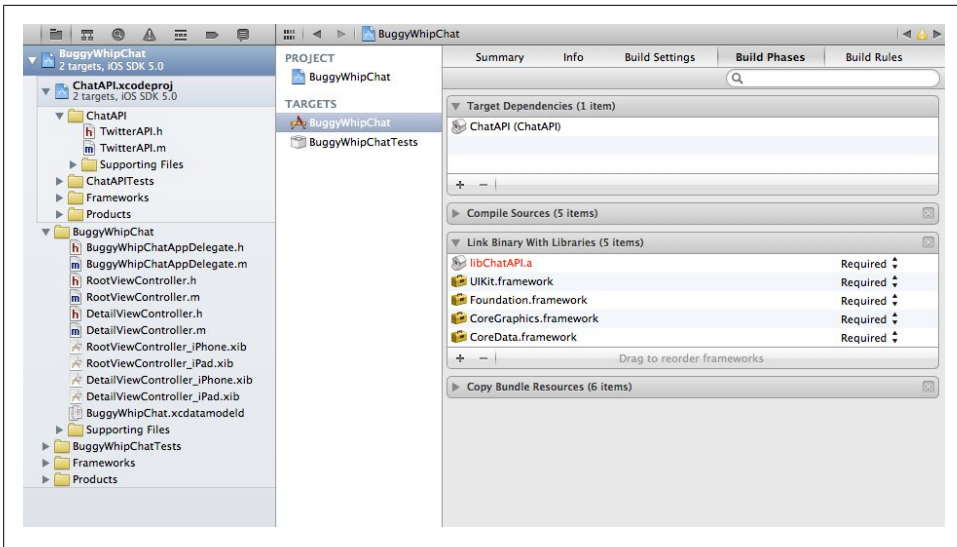 BuggyWhipChat
BuggyWhipChat
2 targets, iOS SDK 5.0
ChatAPI.xcodeproj
2 targets, iOS SDK 5.0
ChatAPI
h TwitterAPI.h
m TwitterAPI.m
Supporting Files
ChatAPITests
Frameworks
Products
BuggyWhipChat
h BuggyWhipChatAppDelegate.h
m BuggyWhipChatAppDelegate.m
h RootViewController.h
m RootViewController.m
h DetailViewController.h
m DetailViewController.m
RootViewController_iPhone.xib
RootViewController_iPad.xib
DetailViewController_iPhone.xib
DetailViewController_iPad.xib
BuggyWhipChat.xcdatamodeld
Supporting Files
BuggyWhipChatTests
Frameworks
Products
PROJECT
BuggyWhipChat
TARGETS
BuggyWhipChat
BuggyWhipChatTests
Summary Info Build Settings Build Phases Build Rules
Target Dependencies (1 item)
ChatAPI (ChatAPI)
+ −
Compile Sources (5 items)
Link Binary With Libraries (5 items)
libChatAPI.a Required
UIKit.framework Required
Foundation.framework Required
CoreGraphics.framework Required
CoreData.framework Required
+ − Drag to reorder frameworks
Copy Bundle Resources (6 items)